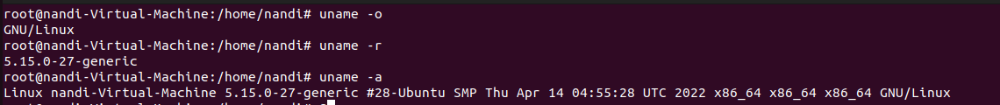 root@nandi-Virtual-Machine:/home/nandi# uname -o
GNU/Linux
root@nandi-Virtual-Machine:/home/nandi# uname -r
5.15.0-27-generic
root@nandi-Virtual-Machine:/home/nandi# uname -a
Linux nandi-Virtual-Machine 5.15.0-27-generic #28-Ubuntu SMP Thu Apr 14 04:55:28 UTC 2022 x86_64 x86_64 x86_64 GNU/Linux